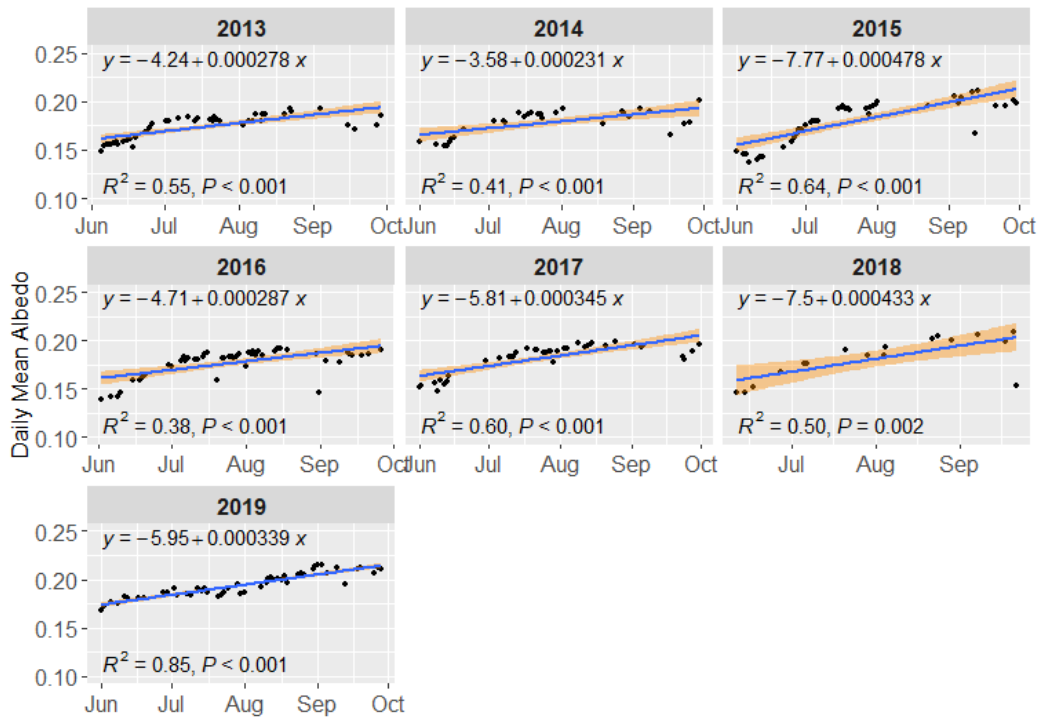 2013 2014 2015
0.25
0.20
0.15
0.10
y = −4.24 + 0.000278 x
y = −3.58 + 0.000231 x
y = −7.77 + 0.000478 x
R² = 0.55, P < 0.001
R² = 0.41, P < 0.001
R² = 0.64, P < 0.001
Jun Jul Aug Sep Oct
Jun Jul Aug Sep Oct
Jun Jul Aug Sep Oct
Daily Mean Albedo
2016 2017 2018
0.25
0.20
0.15
0.10
y = −4.71 + 0.000287 x
y = −5.81 + 0.000345 x
y = −7.5 + 0.000433 x
R² = 0.38, P < 0.001
R² = 0.60, P < 0.001
R² = 0.50, P = 0.002
Jun Jul Aug Sep Oct
Jun Jul Aug Sep Oct
Jul Aug Sep
2019
0.25
0.20
0.15
0.10
y = −5.95 + 0.000339 x
R² = 0.85, P < 0.001
Jun Jul Aug Sep Oct